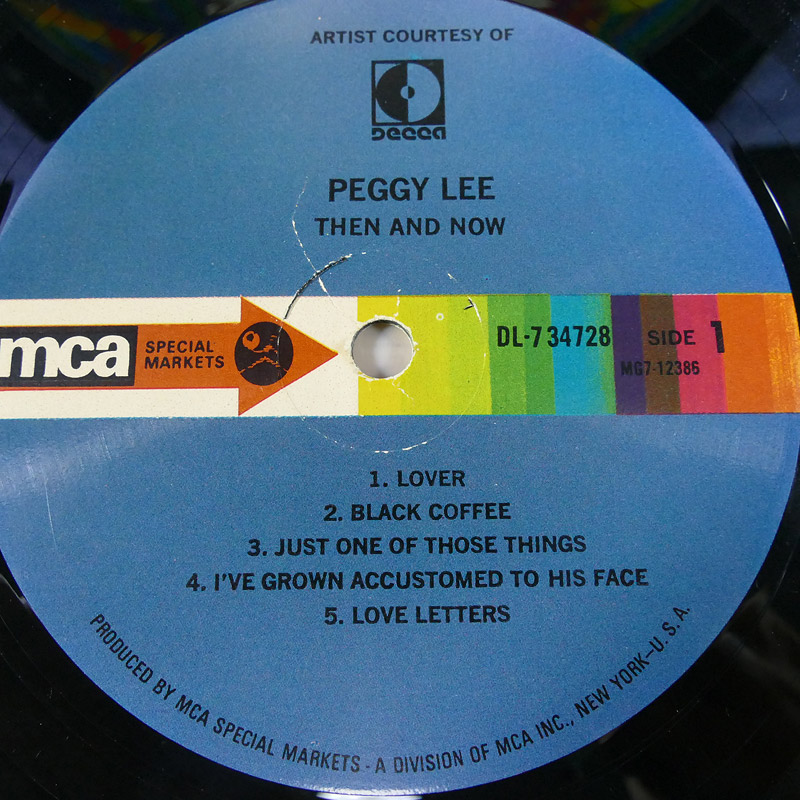 ARTIST COURTESY OF
DECCA
PEGGY LEE
THEN AND NOW
mca
SPECIAL
MARKETS
DL-7 34728
SIDE 1
MG7-12386
1. LOVER
2. BLACK COFFEE
3. JUST ONE OF THOSE THINGS
4. I'VE GROWN ACCUSTOMED TO HIS FACE
5. LOVE LETTERS
PRODUCED BY MCA SPECIAL MARKETS - A DIVISION OF MCA INC., NEW YORK—U. S. A.